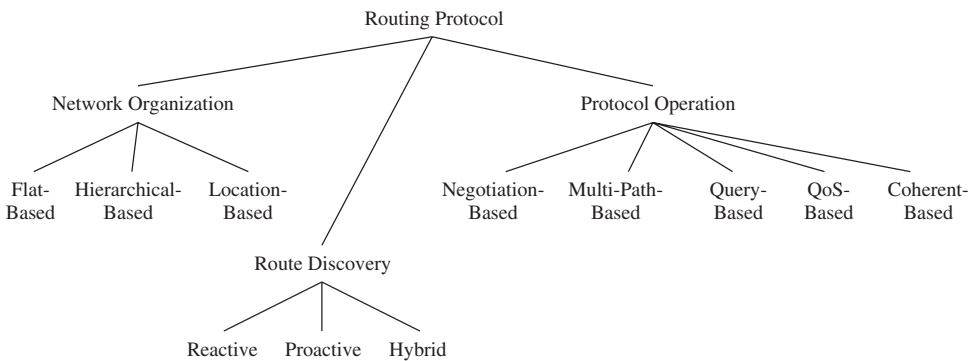 Routing Protocol
Network Organization
Protocol Operation
Flat-
Based
Hierarchical-
Based
Location-
Based
Negotiation-
Based
Multi-Path-
Based
Query-
Based
QoS-
Based
Coherent-
Based
Route Discovery
Reactive
Proactive
Hybrid